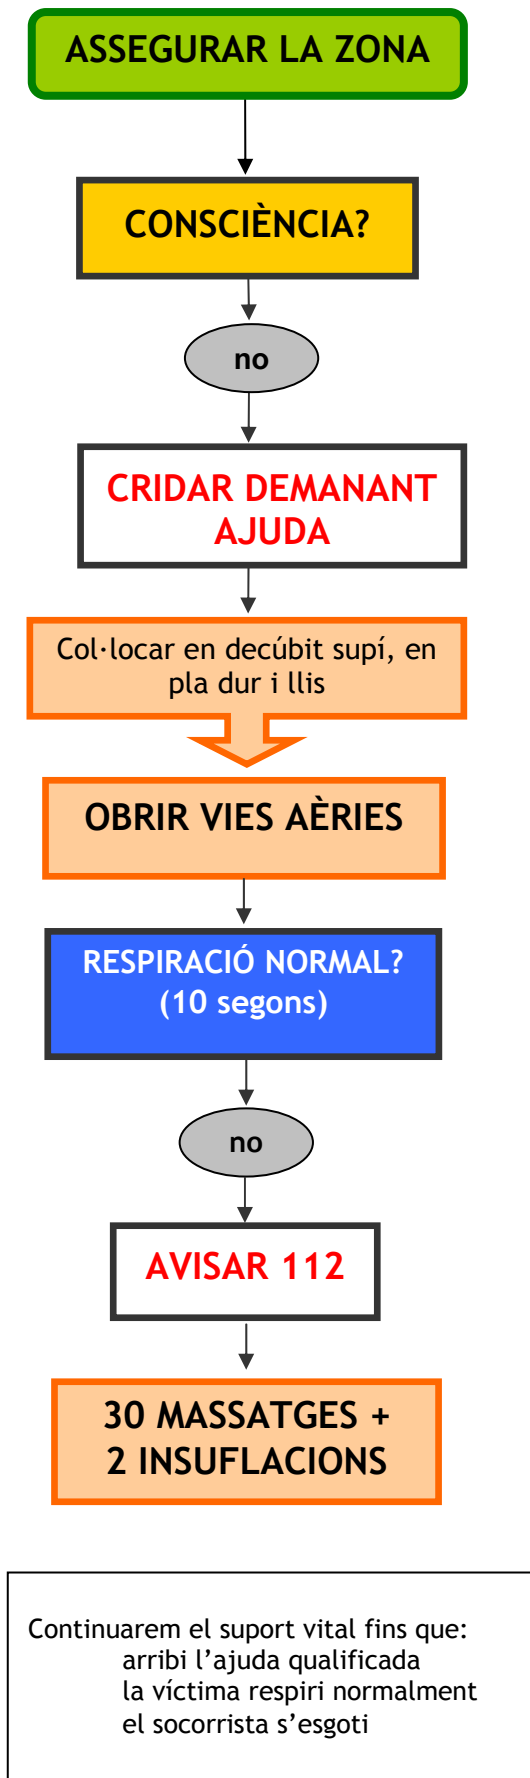 ASSEGURAR LA ZONA
CONSCIÈNCIA?
no
CRIDAR DEMANANT
AJUDA
Col·locar en decúbit supí, en
pla dur i llis
OBRIR VIES AÈRIES
RESPIRACIÓ NORMAL?
(10 segons)
no
AVISAR 112
30 MASSATGES +
2 INSUFLACIONS
Continuarem el suport vital fins que:
arribi l’ajuda qualificada
la víctima respiri normalment
el socorrista s’esgoti